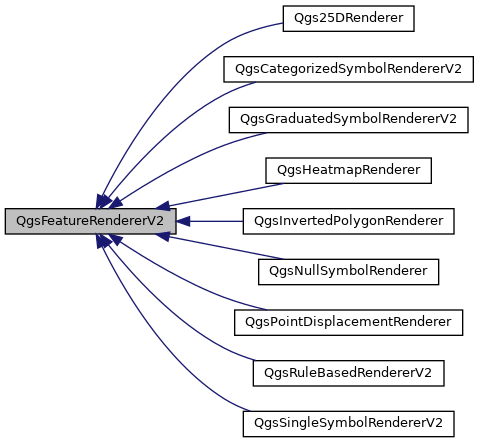 Qgs25DRenderer
QgsCategorizedSymbolRendererV2
QgsGraduatedSymbolRendererV2
QgsHeatmapRenderer
QgsFeatureRendererV2
QgsInvertedPolygonRenderer
QgsNullSymbolRenderer
QgsPointDisplacementRenderer
QgsRuleBasedRendererV2
QgsSingleSymbolRendererV2